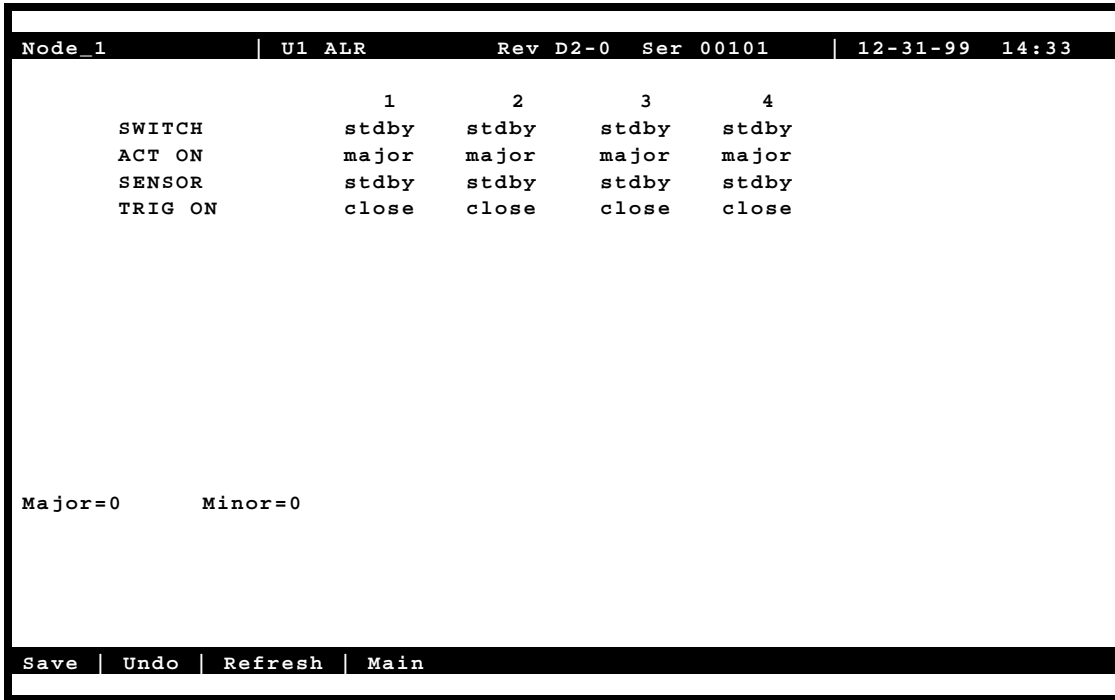 Node_1 | U1 ALR Rev D2-0 Ser 00101 | 12-31-99 14:33
1 2 3 4
SWITCH stdby stdby stdby stdby
ACT ON major major major major
SENSOR stdby stdby stdby stdby
TRIG ON close close close close
Major=0 Minor=0
Save | Undo | Refresh | Main